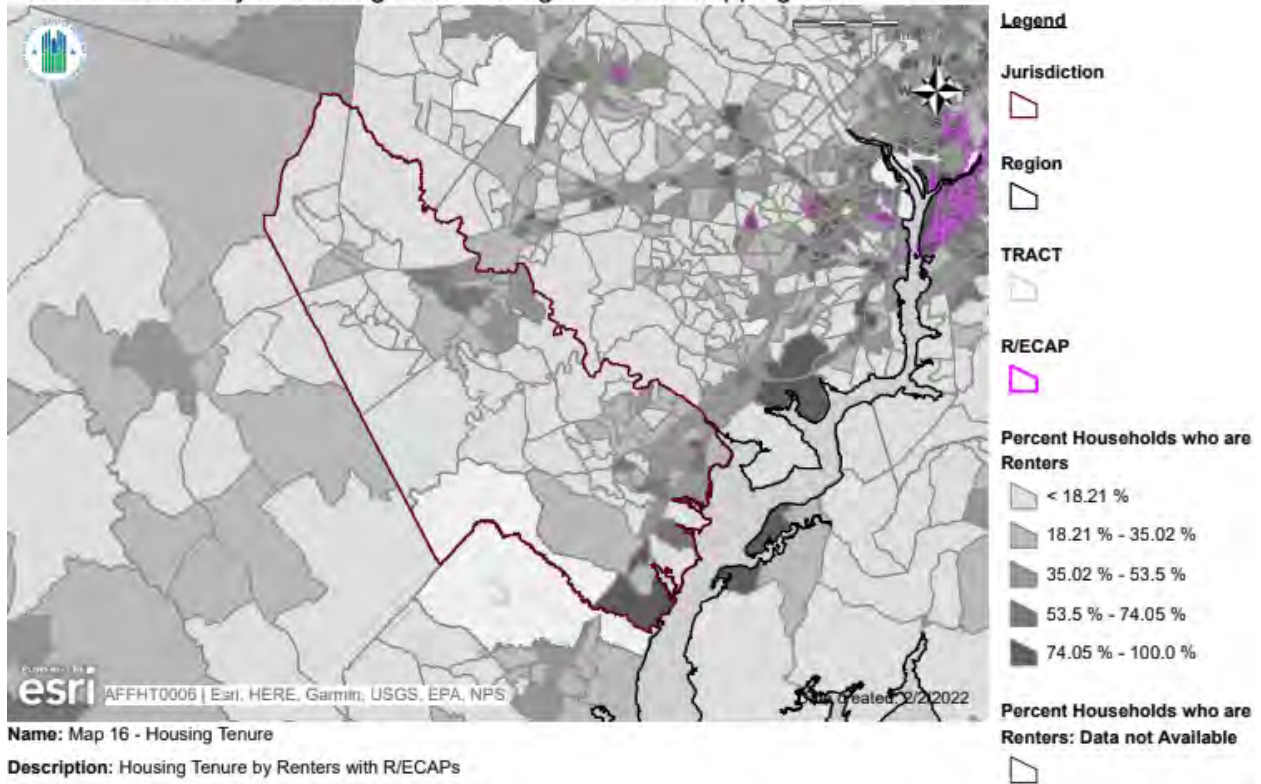 Legend
Jurisdiction
Region
TRACT
R/ECAP
Percent Households who are
Renters
< 18.21 %
18.21 % - 35.02 %
35.02 % - 53.5 %
53.5 % - 74.05 %
74.05 % - 100.0 %
Percent Households who are
Renters: Data not Available
N
W
E
S
esri
AFFHT0006 | Esri, HERE, Garmin, USGS, EPA, NPS
created: 2/2/2022
Name: Map 16 - Housing Tenure
Description: Housing Tenure by Renters with R/ECAPs